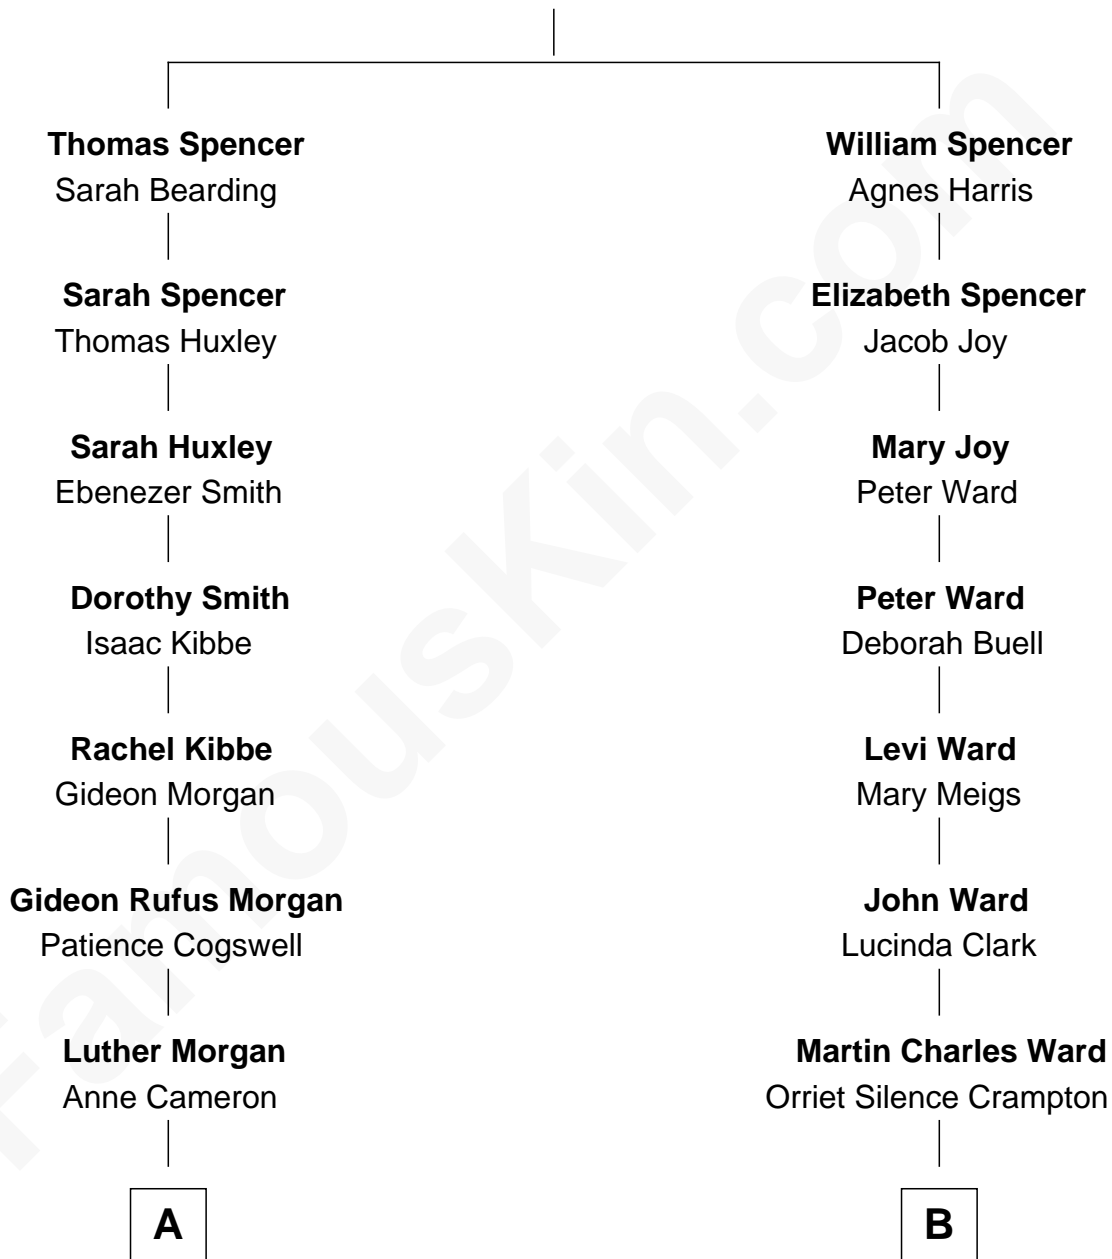 Thomas Spencer
Sarah Bearding
Sarah Spencer
Thomas Huxley
Sarah Huxley
Ebenezer Smith
Dorothy Smith
Isaac Kibbe
Rachel Kibbe
Gideon Morgan
Gideon Rufus Morgan
Patience Cogswell
Luther Morgan
Anne Cameron
A
William Spencer
Agnes Harris
Elizabeth Spencer
Jacob Joy
Mary Joy
Peter Ward
Peter Ward
Deborah Buell
Levi Ward
Mary Meigs
John Ward
Lucinda Clark
Martin Charles Ward
Orriet Silence Crampton
B
FamousKin.com